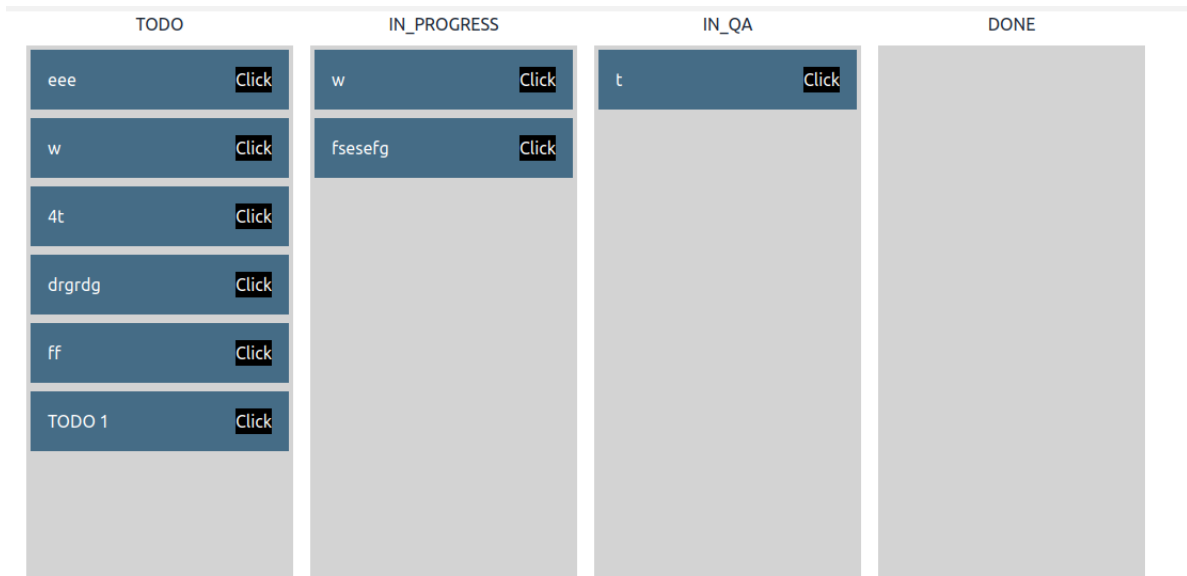 TODO
IN_PROGRESS
IN_QA
DONE
eee Click
w Click
4t Click
drgrdg Click
ff Click
TODO 1 Click
w Click
fsesefg Click
t Click